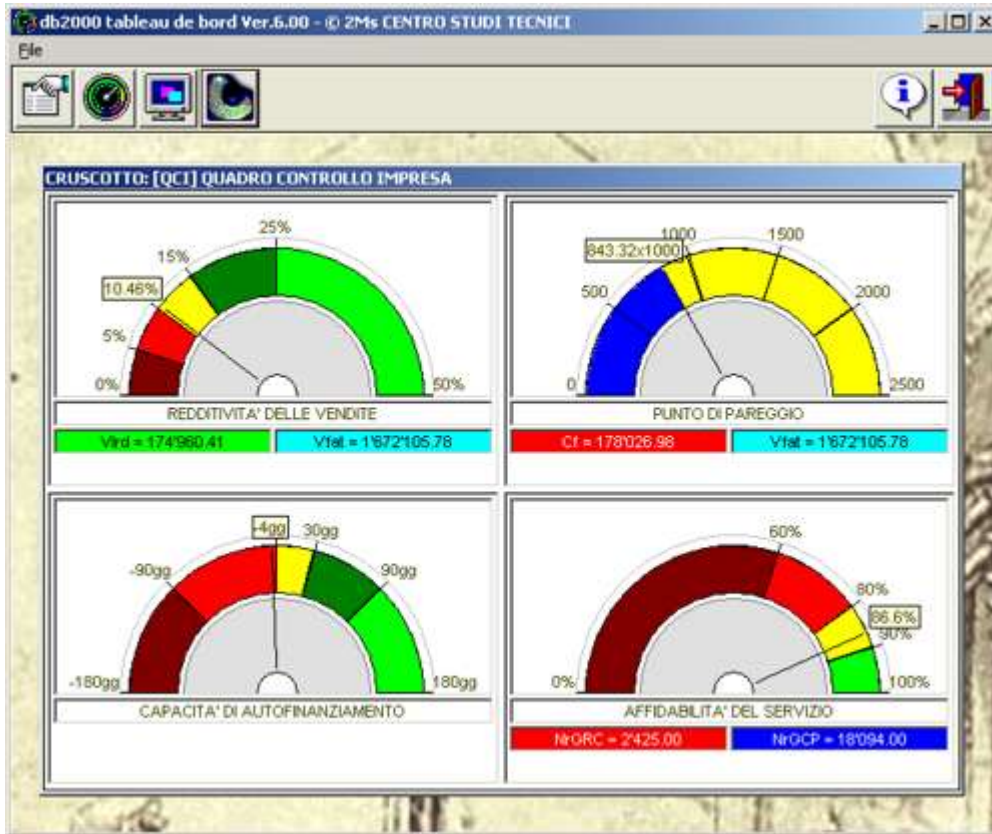 db2000 tableau de bord Ver.6.00 - © 2Ms CENTRO STUDI TECNICI
File
CRUSCOTTO: [QCI] QUADRO CONTROLLO IMPRESA
0%
5%
10.46%
15%
25%
50%
REDDITIVITA' DELLE VENDITE
Vlrd = 174'960.41
Vfat = 1'672'105.78
0
500
843.32x1000
1000
1500
2000
2500
PUNTO DI PAREGGIO
Cf = 178'026.98
Vfat = 1'672'105.78
-180gg
-90gg
-4gg
30gg
90gg
180gg
CAPACITA' DI AUTOFINANZIAMENTO
0%
60%
80%
86.6%
90%
100%
AFFIDABILITA' DEL SERVIZIO
NrGRC = 2'425.00
NrGCP = 18'094.00